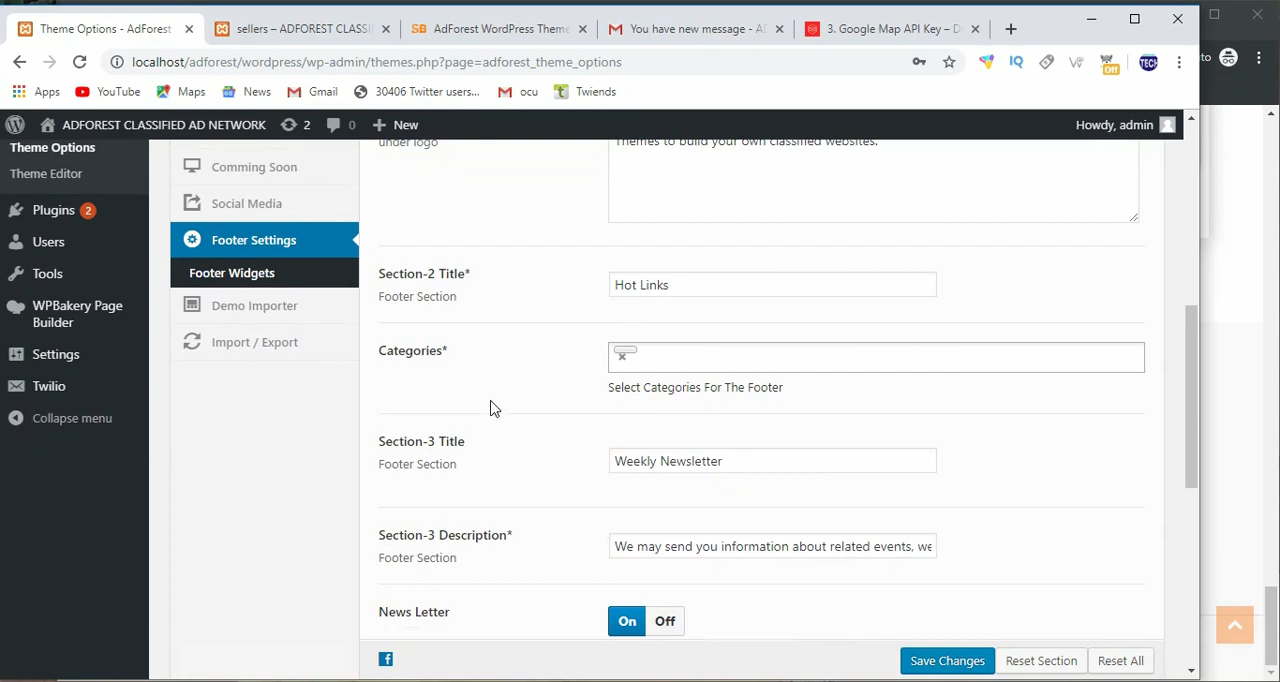 Theme Options - AdForest
sellers – ADFOREST CLASSI
SB AdForest WordPress Theme
You have new message - A
3. Google Map API Key – D
localhost/adforest/wordpress/wp-admin/themes.php?page=adforest_theme_options
IQ
Off
TECH
Apps
YouTube
Maps
News
Gmail
30406 Twitter users...
ocu
Twiends
ADFOREST CLASSIFIED AD NETWORK
2
0
New
Howdy, admin
Theme Options
Theme Editor
Plugins 2
Users
Tools
WPBakery Page
Builder
Settings
Twilio
Collapse menu
Comming Soon
Social Media
Footer Settings
Footer Widgets
Demo Importer
Import / Export
under logo
Themes to build your own classified websites.
Section-2 Title*
Footer Section
Hot Links
Categories*
Select Categories For The Footer
Section-3 Title
Footer Section
Weekly Newsletter
Section-3 Description*
Footer Section
We may send you information about related events, we
News Letter
On
Off
Save Changes
Reset Section
Reset All